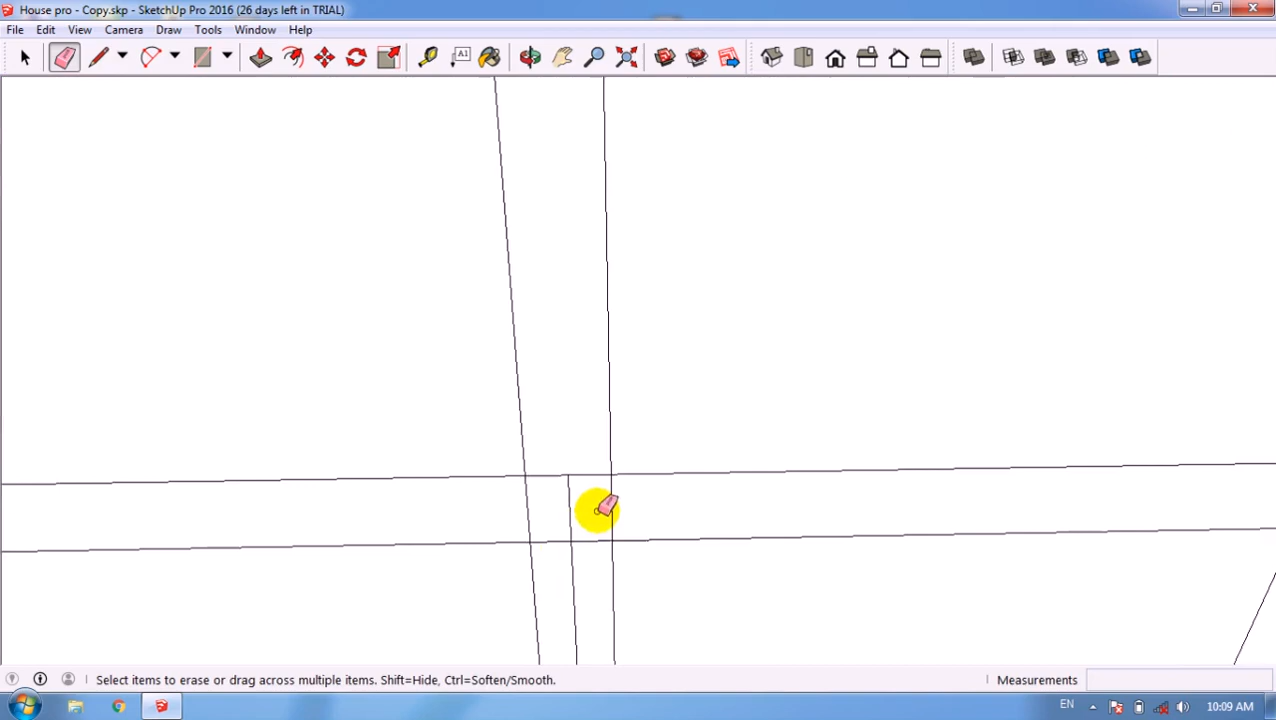 House pro - Copy.skp - SketchUp Pro 2016 (26 days left in TRIAL)
File Edit View Camera Draw Tools Window Help
A1
Select items to erase or drag across multiple items. Shift=Hide, Ctrl=Soften/Smooth.
Measurements
EN
10:09 AM